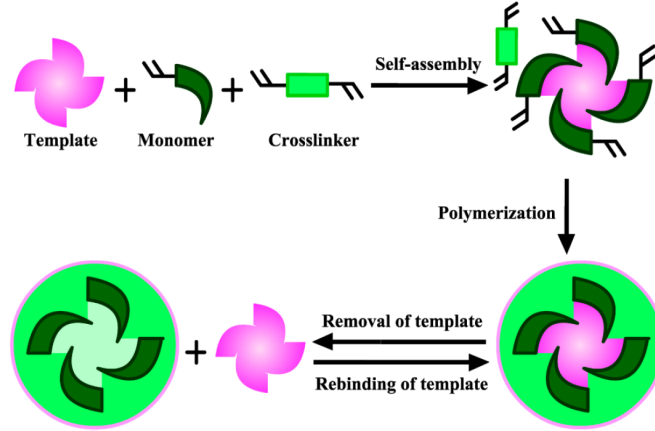 Self-assembly
Template
Monomer
Crosslinker
Polymerization
Removal of template
Rebinding of template